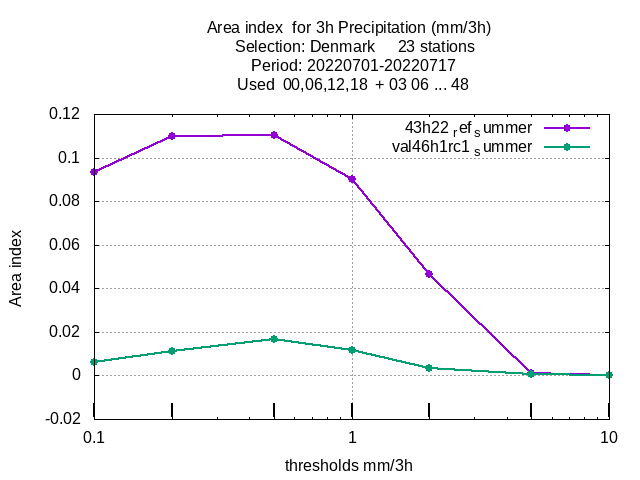 Area index for 3h Precipitation (mm/3h)
Selection: Denmark 23 stations
Period: 20220701-20220717
Used 00,06,12,18 + 03 06 ... 48
0.12
0.1
0.08
0.06
0.04
0.02
0
-0.02
Area index
43h22 ref summer
val46h1rc1 summer
0.1 1 10
thresholds mm/3h